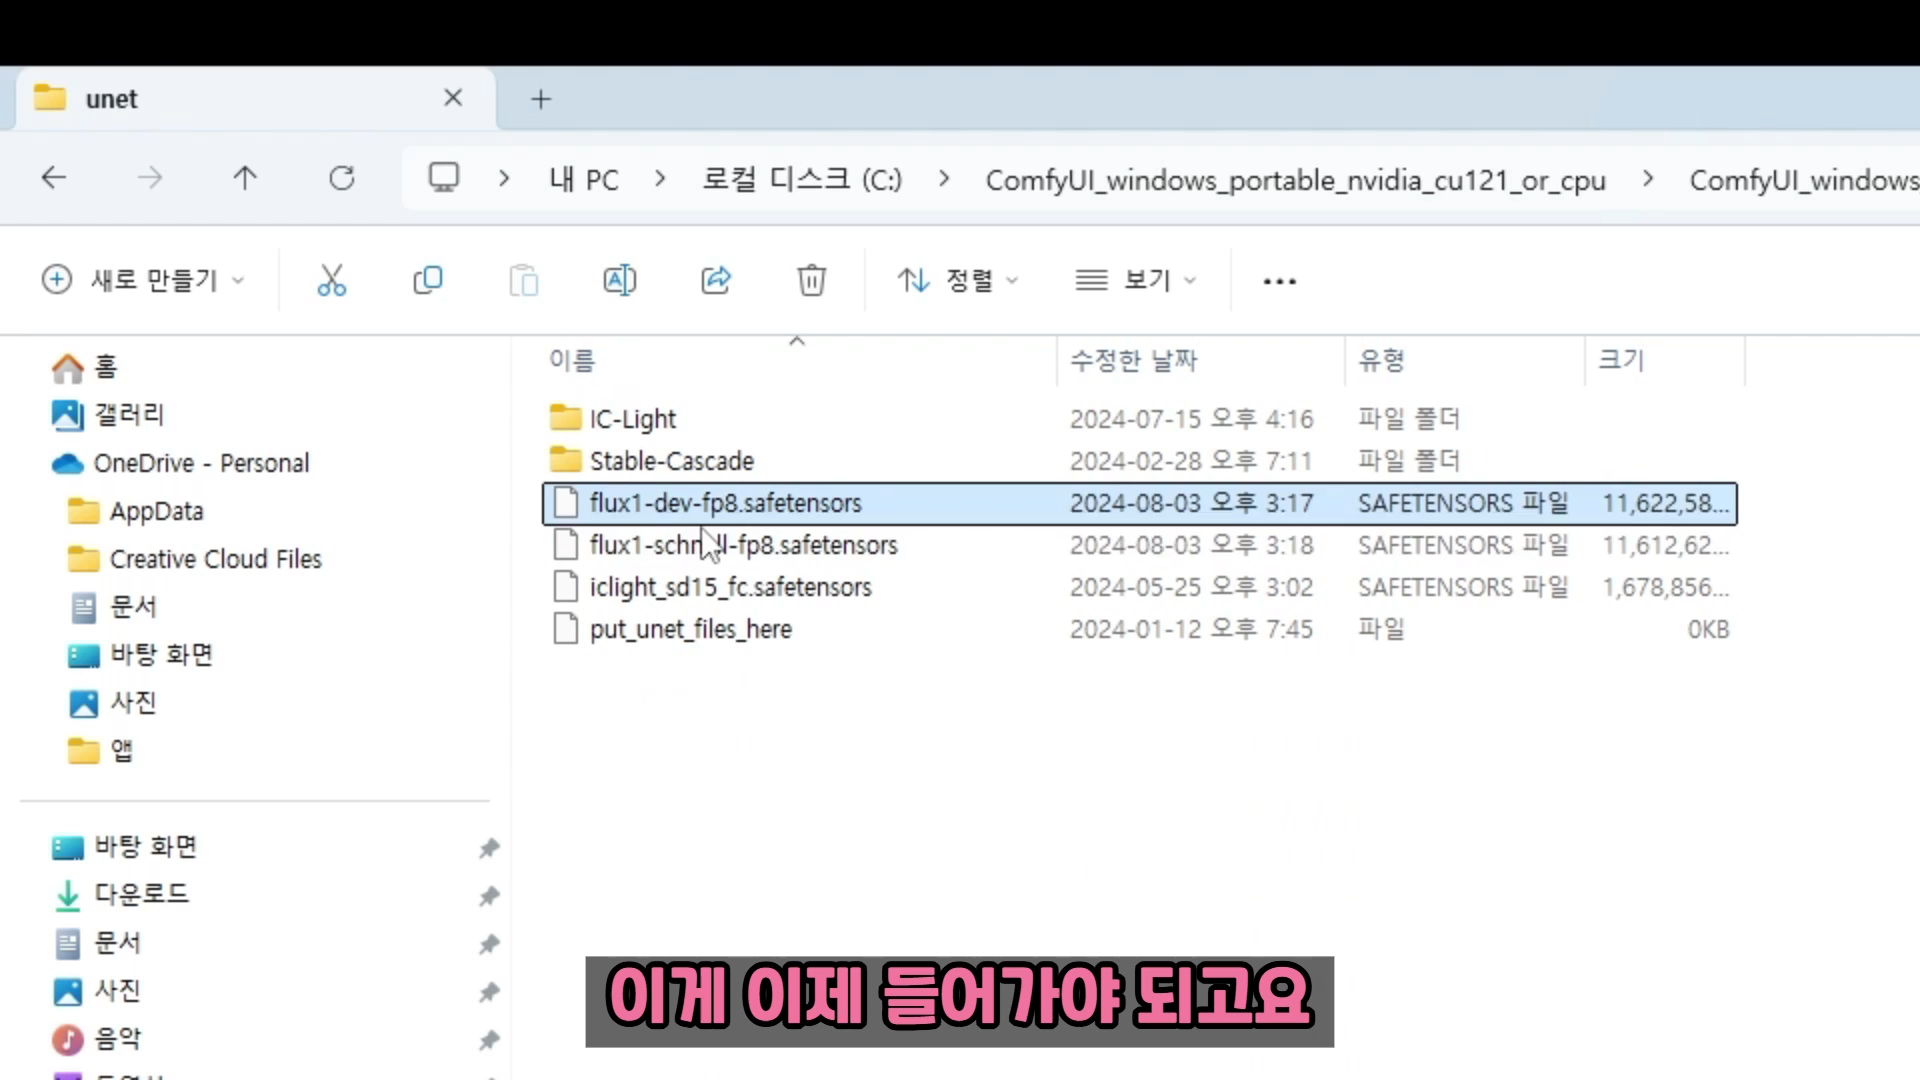 unet
내 PC > 로컬 디스크 (C:) > ComfyUI_windows_portable_nvidia_cu121_or_cpu > ComfyUI_windows
새로 만들기 정렬 보기
홈
갤러리
OneDrive - Personal
AppData
Creative Cloud Files
문서
바탕 화면
사진
앱
바탕 화면
다운로드
문서
사진
음악
이름 수정한 날짜 유형 크기
IC-Light 2024-07-15 오후 4:16 파일 폴더
Stable-Cascade 2024-02-28 오후 7:11 파일 폴더
flux1-dev-fp8.safetensors 2024-08-03 오후 3:17 SAFETENSORS 파일 11,622,58...
flux1-schnell-fp8.safetensors 2024-08-03 오후 3:18 SAFETENSORS 파일 11,612,62...
iclight_sd15_fc.safetensors 2024-05-25 오후 3:02 SAFETENSORS 파일 1,678,856...
put_unet_files_here 2024-01-12 오후 7:45 파일 0KB
이게 이제 들어가야 되고요